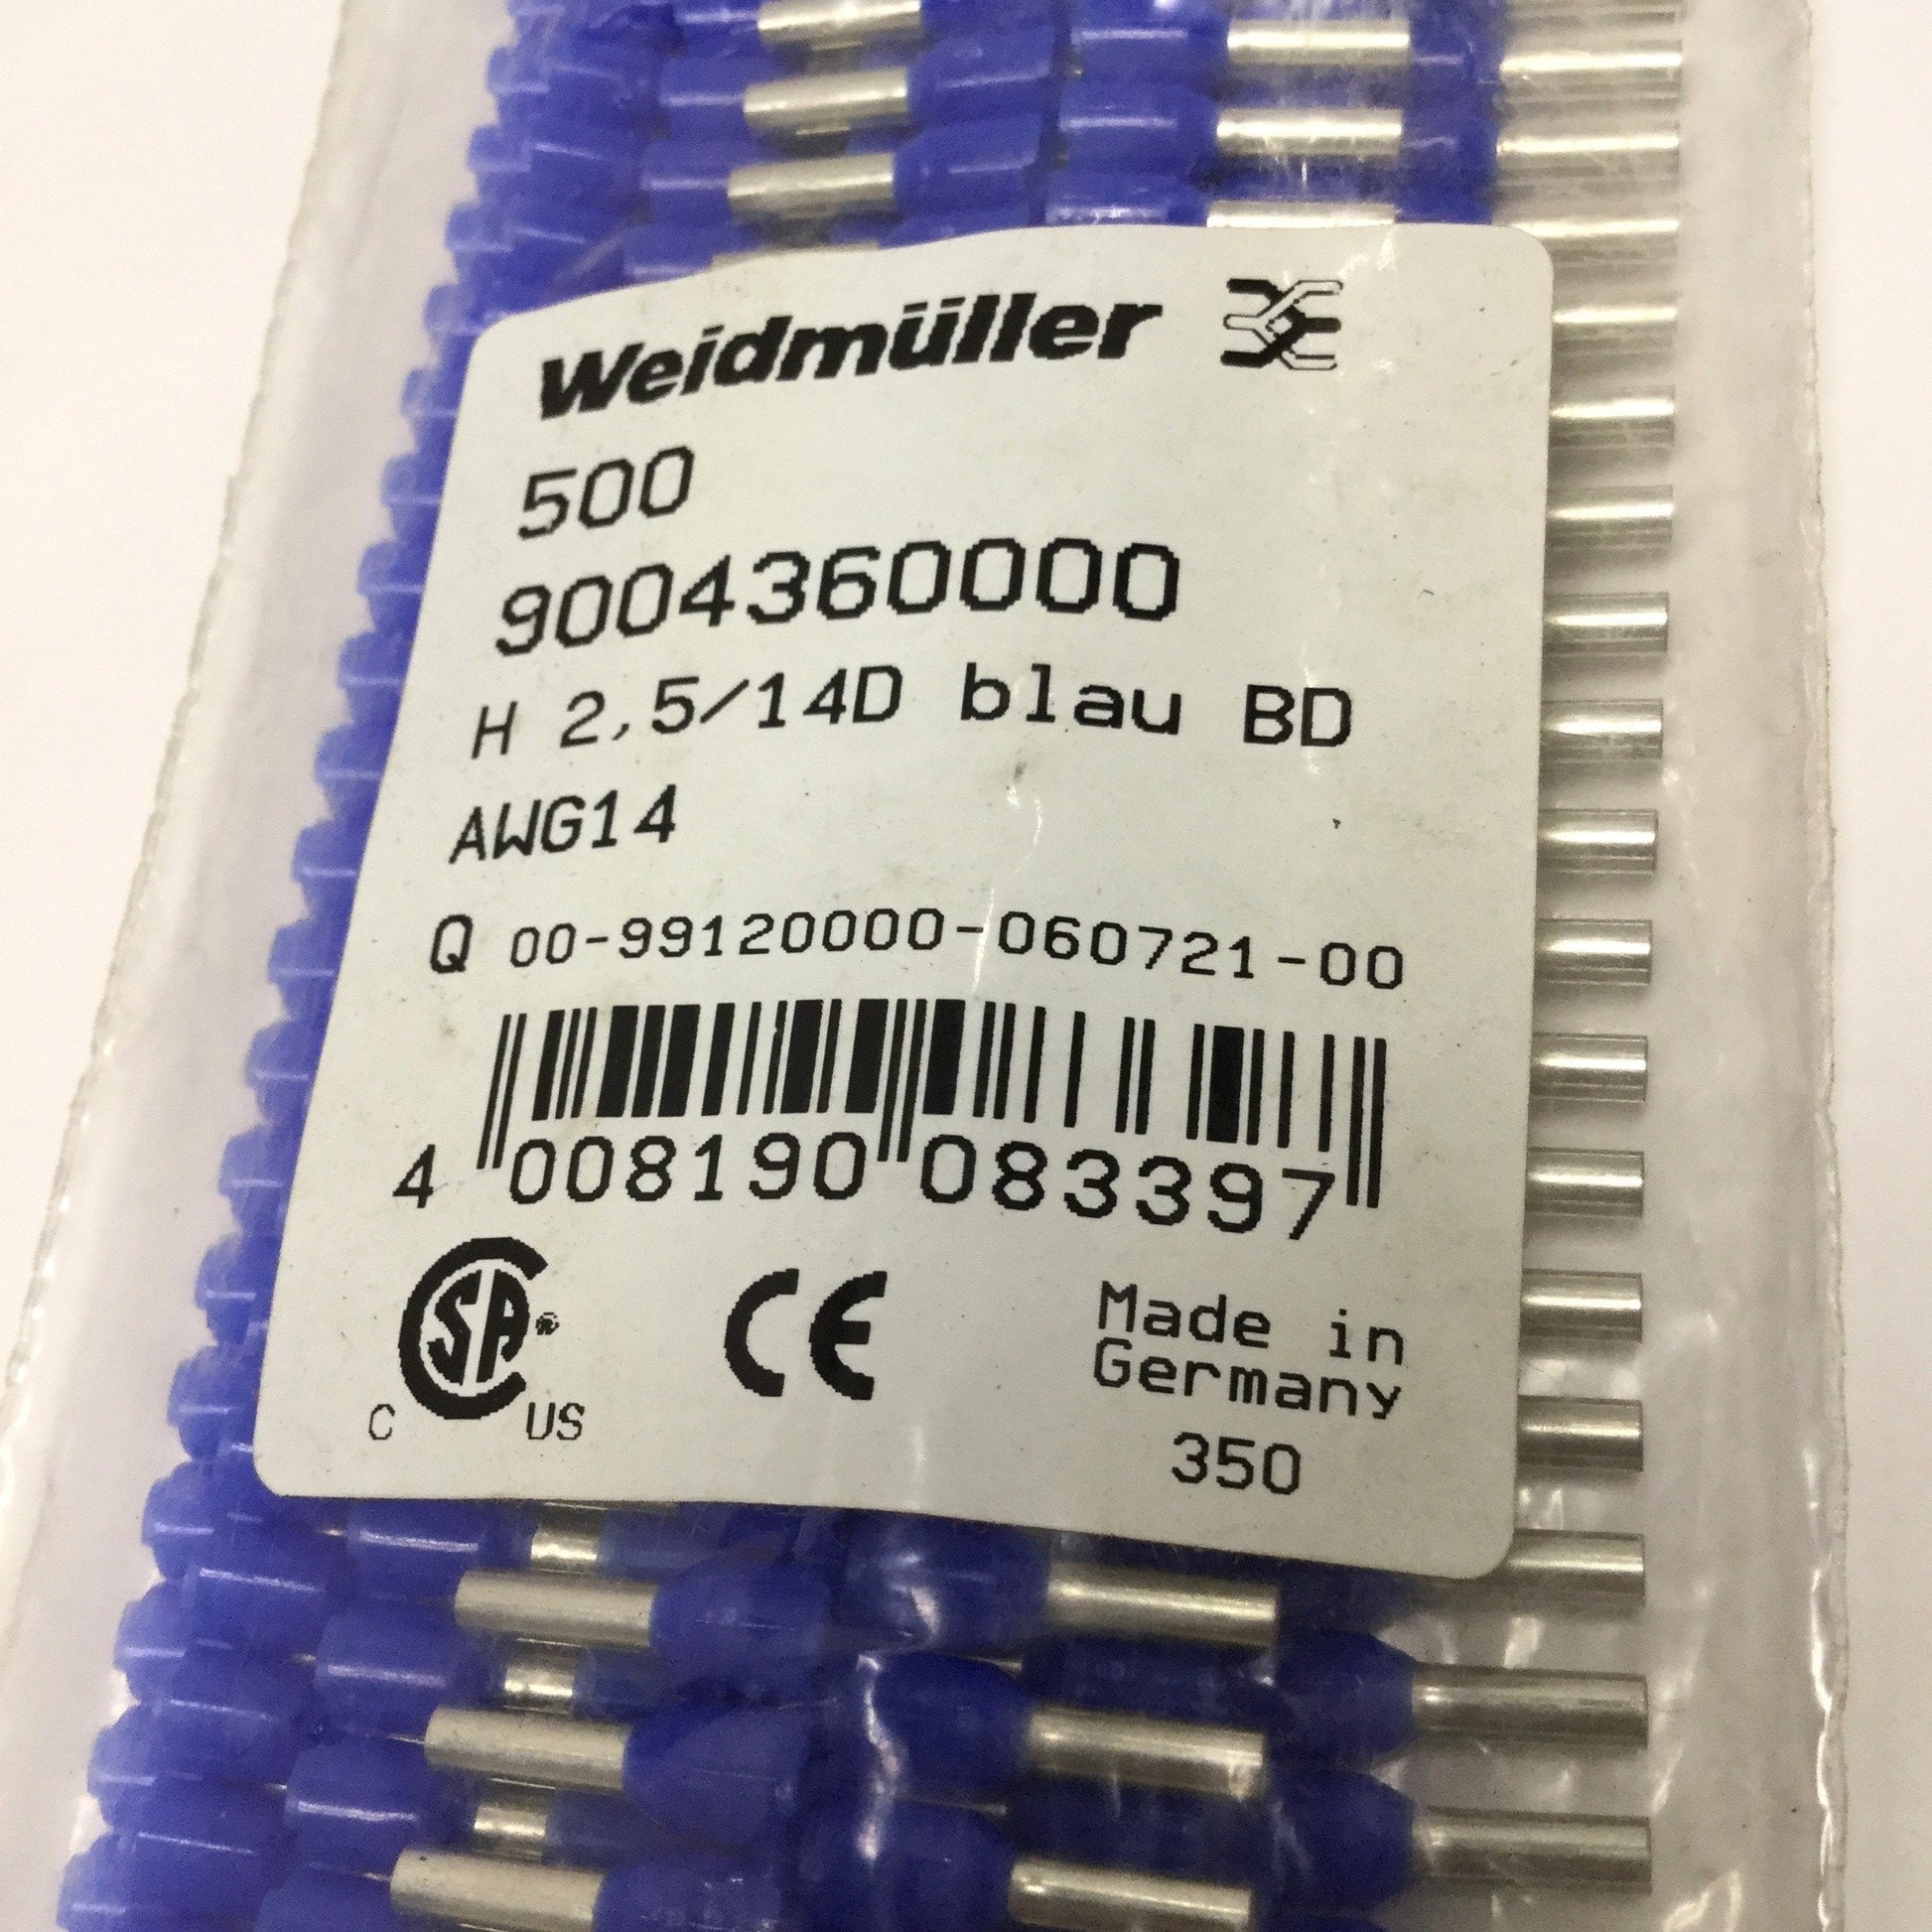 Weidmüller
500
9004360000
H 2,5/14D blau BD
AWG14
Q 00-99120000-060721-00
4 008190 083397
CSA®
C US
CE
Made in
Germany
350